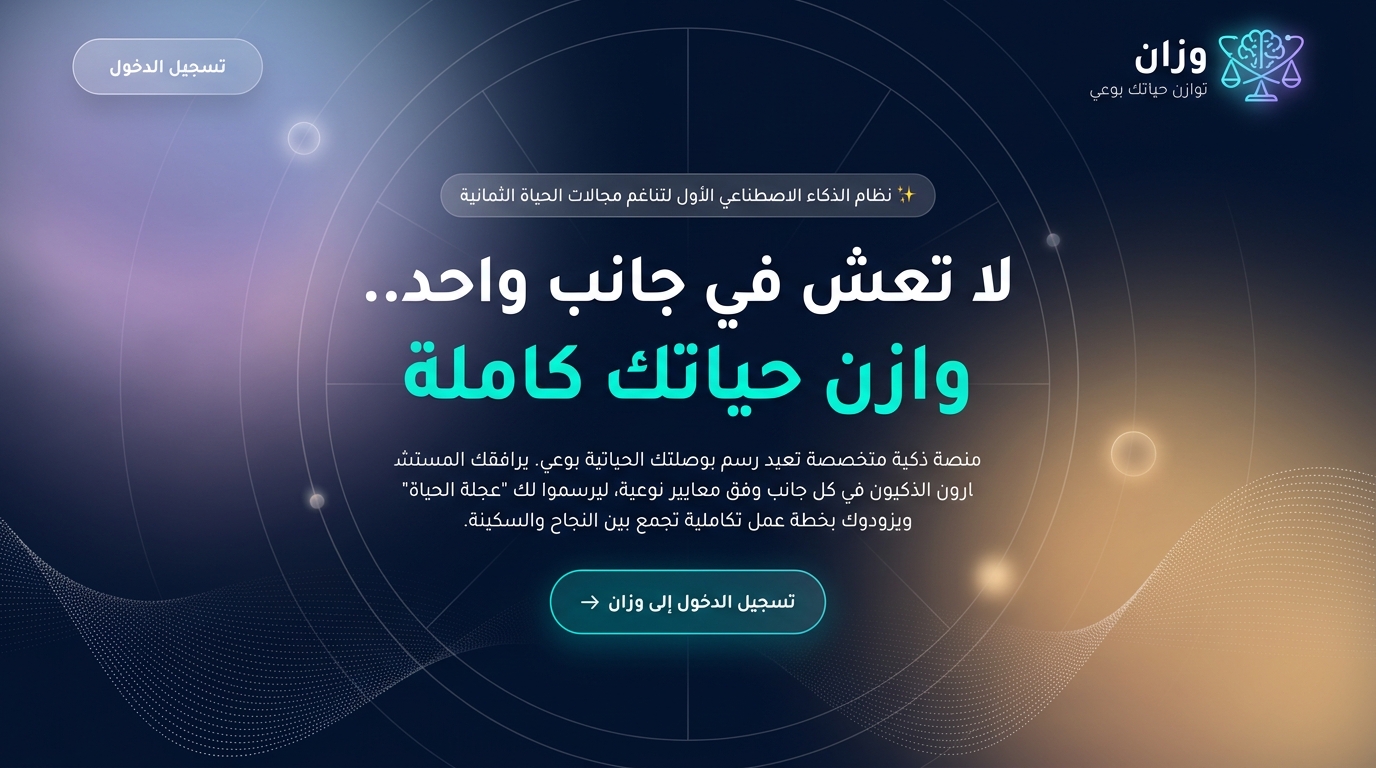 وزان
توازن حياتك بوعي
تسجيل الدخول
✨ نظام الذكاء الاصطناعي الأول لتناغم مجالات الحياة الثمانية
لا تعش في جانب واحد..
وازن حياتك كاملة
منصة ذكية متخصصة تعيد رسم بوصلتك الحياتية بوعي. يرافقك المستش
ارون الذكيون في كل جانب وفق معايير نوعية، ليرسموا لك "عجلة الحياة"
ويزودوك بخطة عمل تكاملية تجمع بين النجاح والسكينة.
تسجيل الدخول إلى وزان →